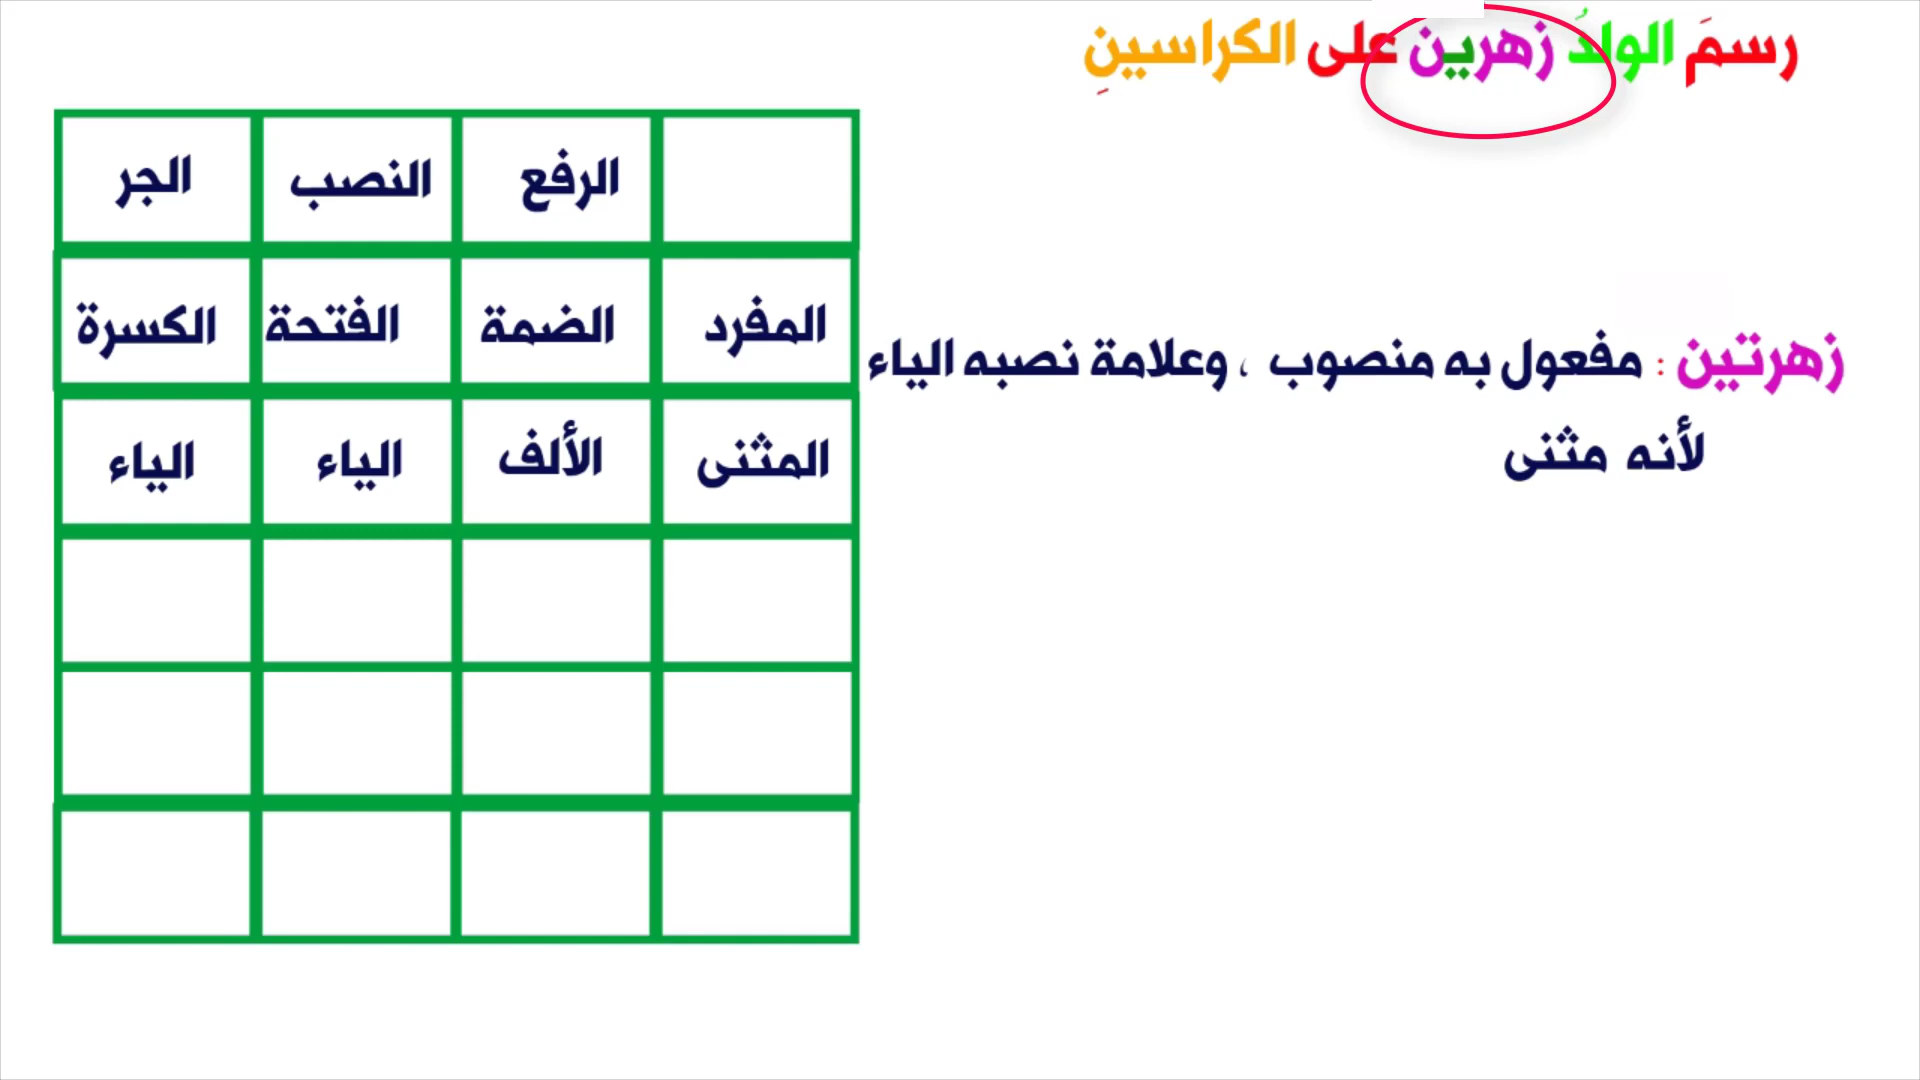 رسمَ الولدُ زهرين على الكراسينِ
الرفع النصب الجر
المفرد الضمة الفتحة الكسرة
المثنى الألف الياء الياء
زهرتين : مفعول به منصوب ، وعلامة نصبه الياء
لأنه مثنى